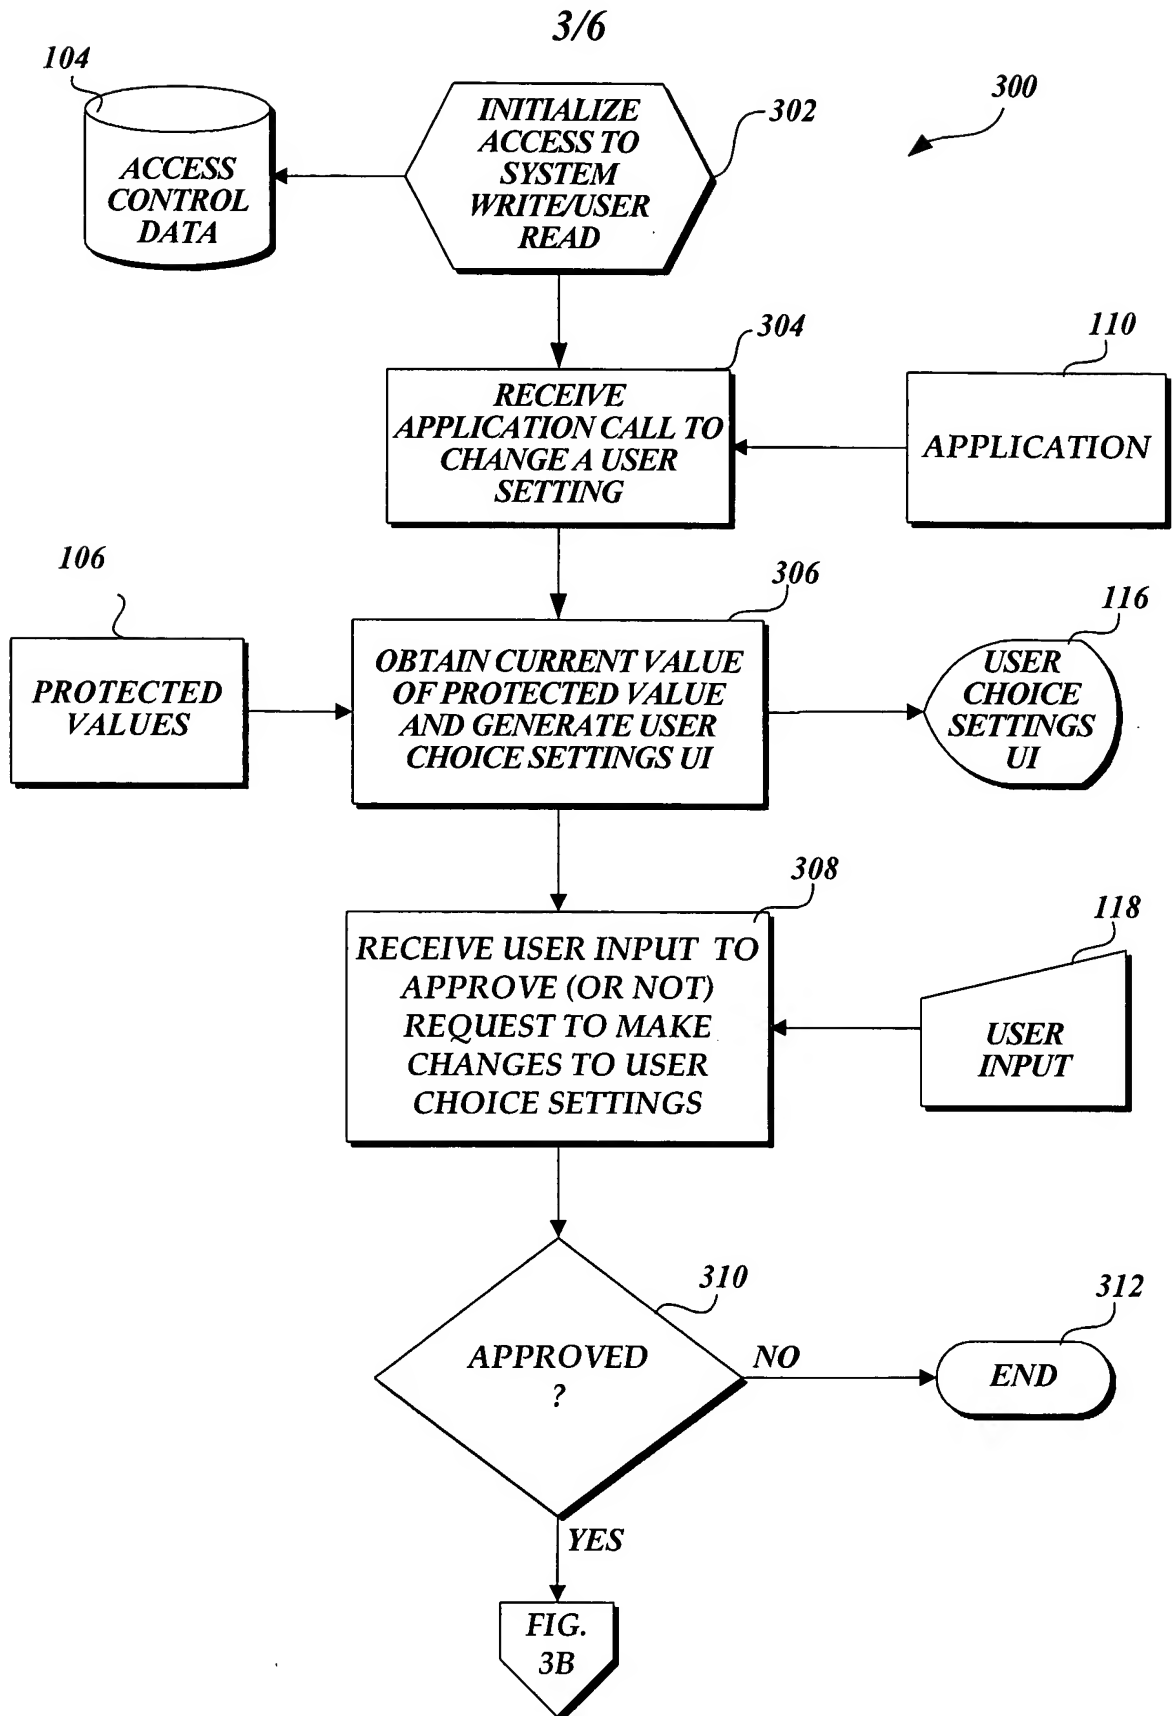 3/6
104
INITIALIZE
ACCESS TO
SYSTEM
WRITE/USER
READ
302
300
ACCESS
CONTROL
DATA
304
110
RECEIVE
APPLICATION CALL TO
CHANGE A USER
SETTING
APPLICATION
106
306
116
PROTECTED
VALUES
OBTAIN CURRENT VALUE
OF PROTECTED VALUE
AND GENERATE USER
CHOICE SETTINGS UI
USER
CHOICE
SETTINGS
UI
308
118
RECEIVE USER INPUT TO
APPROVE (OR NOT)
REQUEST TO MAKE
CHANGES TO USER
CHOICE SETTINGS
USER
INPUT
310
312
APPROVED
?
NO
END
YES
FIG.
3B